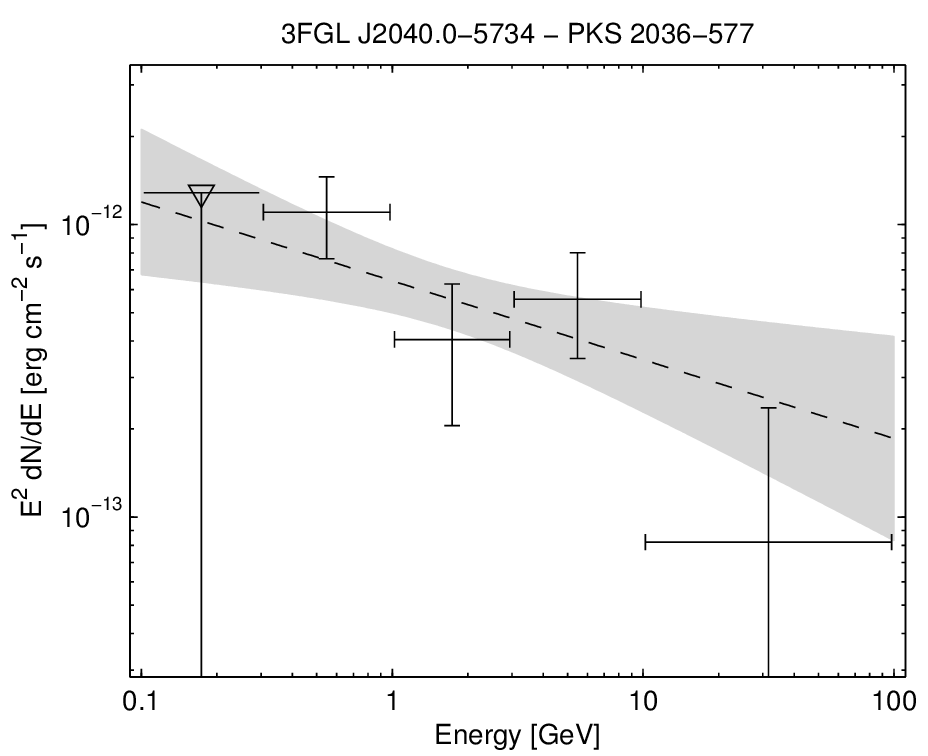 3FGL J2040.0−5734 − PKS 2036−577
E² dN/dE [erg cm⁻² s⁻¹]
10⁻¹²
10⁻¹³
0.1 1 10 100
Energy [GeV]